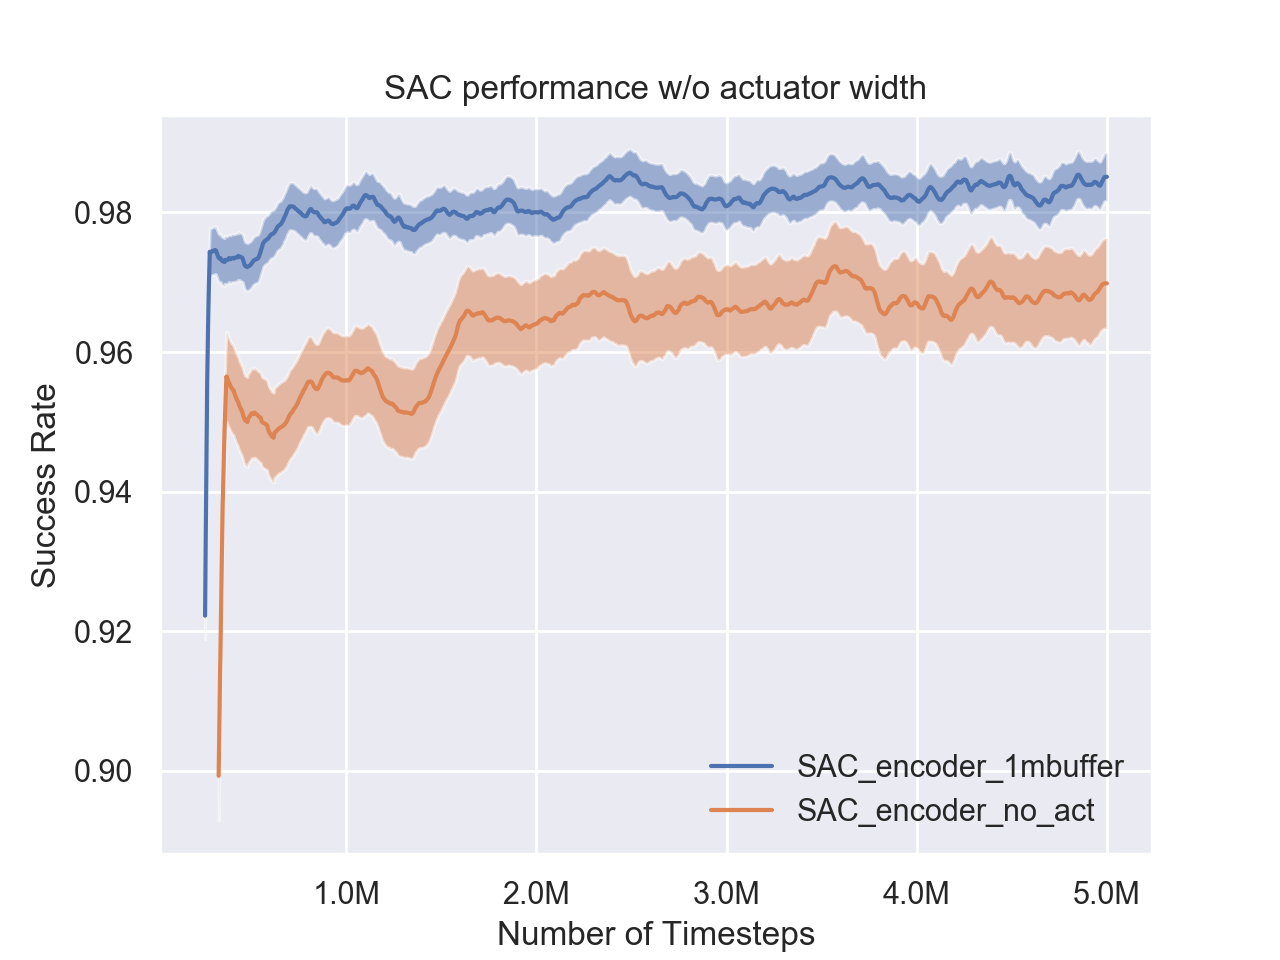 SAC performance w/o actuator width
Success Rate
0.98
0.96
0.94
0.92
0.90
SAC_encoder_1mbuffer
SAC_encoder_no_act
1.0M 2.0M 3.0M 4.0M 5.0M
Number of Timesteps